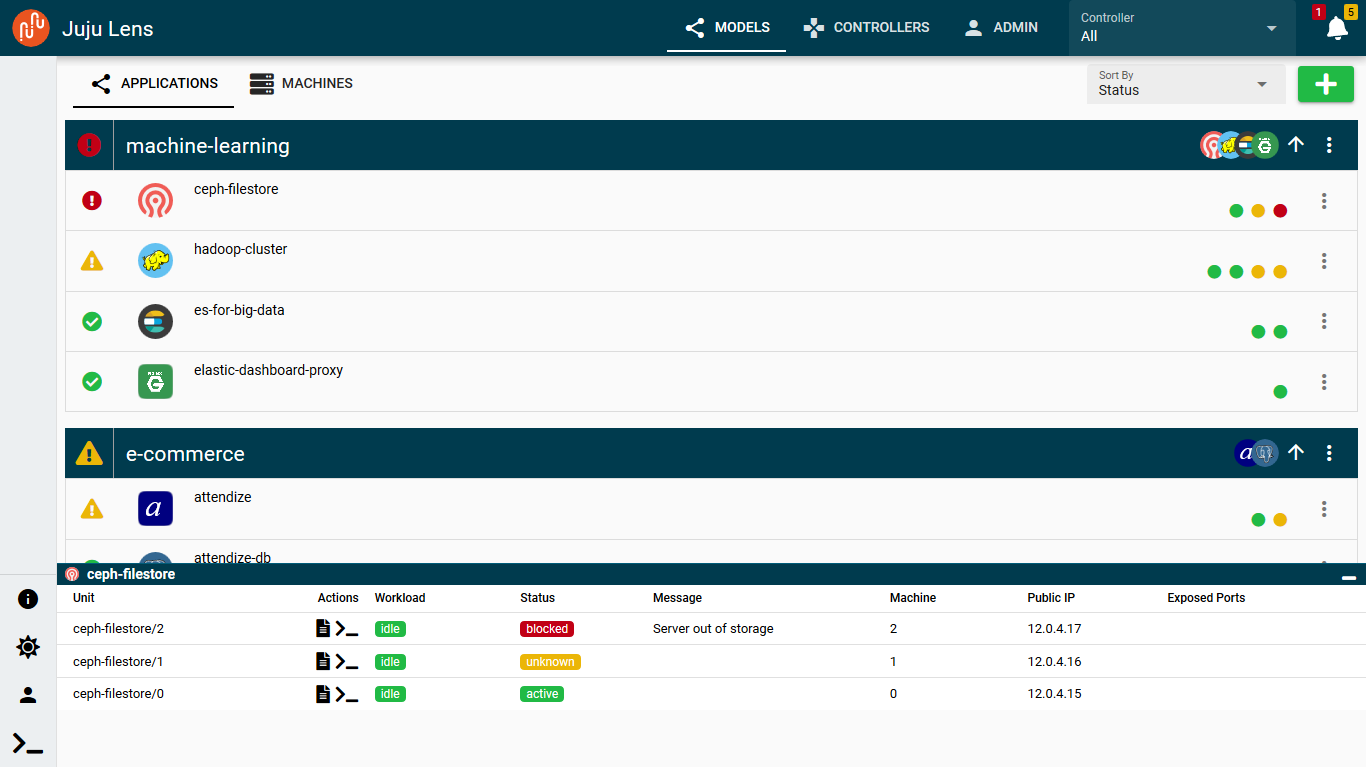 Juju Lens
MODELS
CONTROLLERS
ADMIN
Controller
All
1
5
APPLICATIONS
MACHINES
Sort By
Status
machine-learning
ceph-filestore
hadoop-cluster
es-for-big-data
elastic-dashboard-proxy
e-commerce
a
attendize
a
attendize-db
ceph-filestore
Unit Actions Workload Status Message Machine Public IP Exposed Ports
ceph-filestore/2 idle blocked Server out of storage 2 12.0.4.17
ceph-filestore/1 idle unknown 1 12.0.4.16
ceph-filestore/0 idle active 0 12.0.4.15